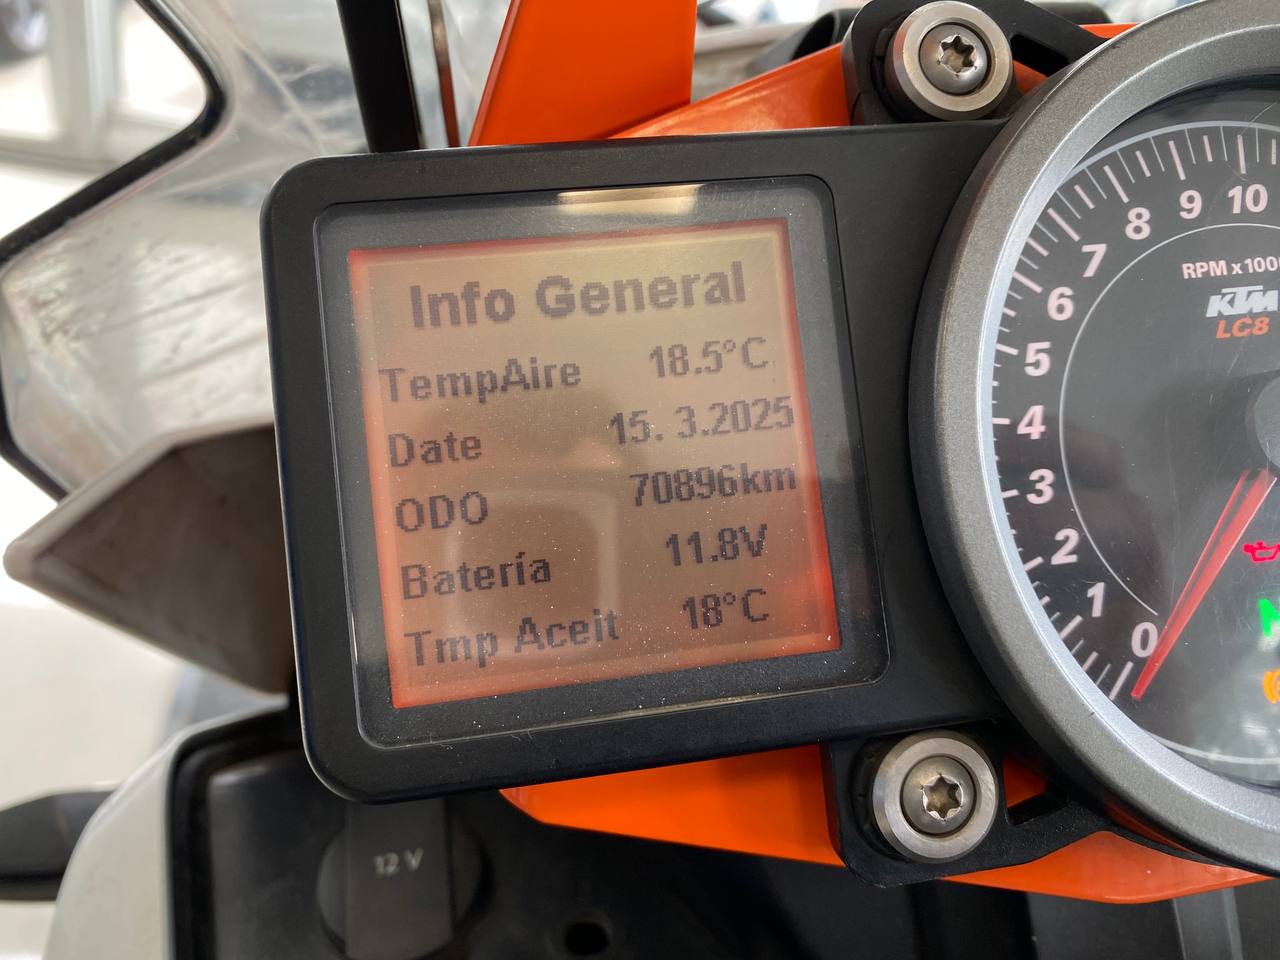 Info General
TempAire 18.5°C
Date 15. 3.2025
ODO 70896km
Batería 11.8V
Tmp Aceit 18°C
12 V
0
1
2
3
4
5
6
7
8
9
10
RPM x 1000
KTM
LC8